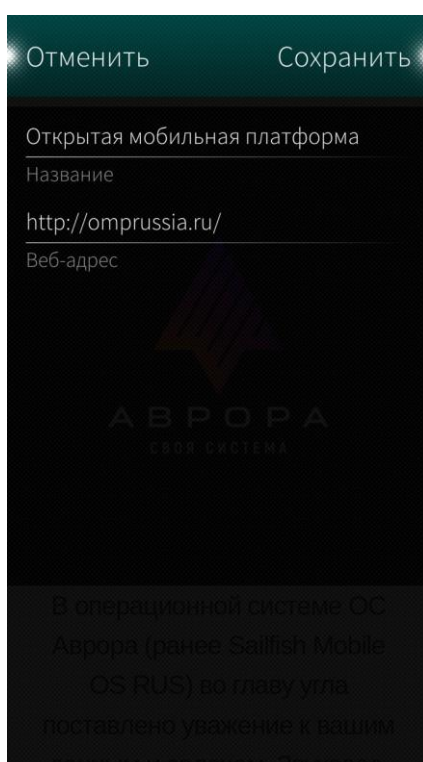 Отменить Сохранить
Открытая мобильная платформа
Название
http://omprussia.ru/
Веб-адрес
АВРОРА
СВОЯ СИСТЕМА
В операционной системе ОС
Аврора (ранее Sailfish Mobile
OS RUS) во главу угла
поставлено уважение к вашим